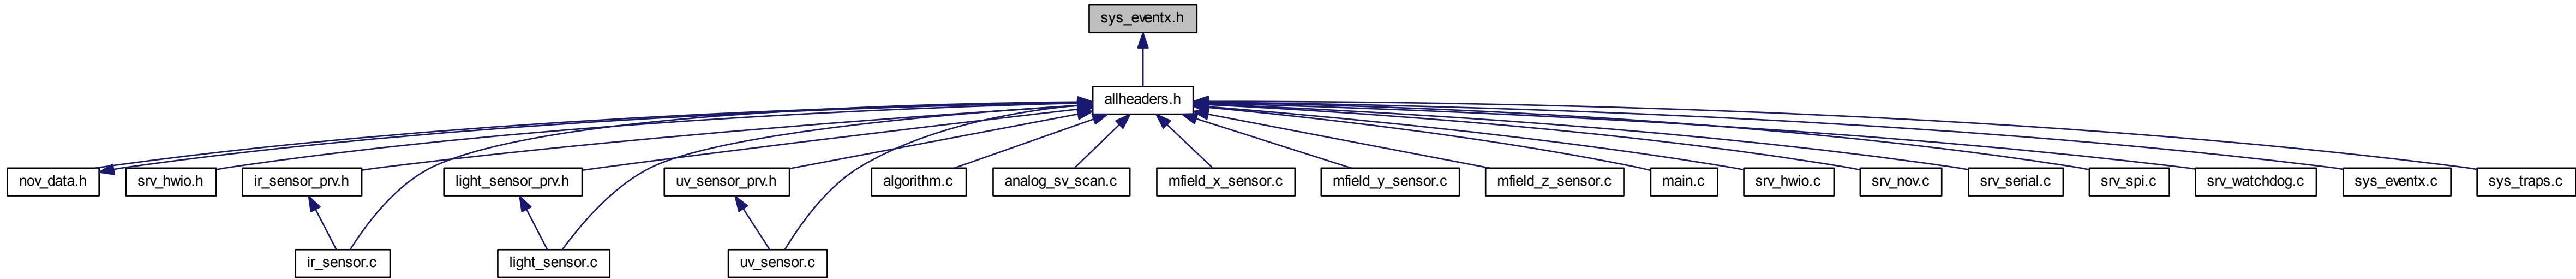 sys_eventx.h
allheaders.h
nov_data.h
srv_hwio.h
ir_sensor_prv.h
light_sensor_prv.h
uv_sensor_prv.h
algorithm.c
analog_sv_scan.c
mfield_x_sensor.c
mfield_y_sensor.c
mfield_z_sensor.c
main.c
srv_hwio.c
srv_nov.c
srv_serial.c
srv_spi.c
srv_watchdog.c
sys_eventx.c
sys_traps.c
ir_sensor.c
light_sensor.c
uv_sensor.c